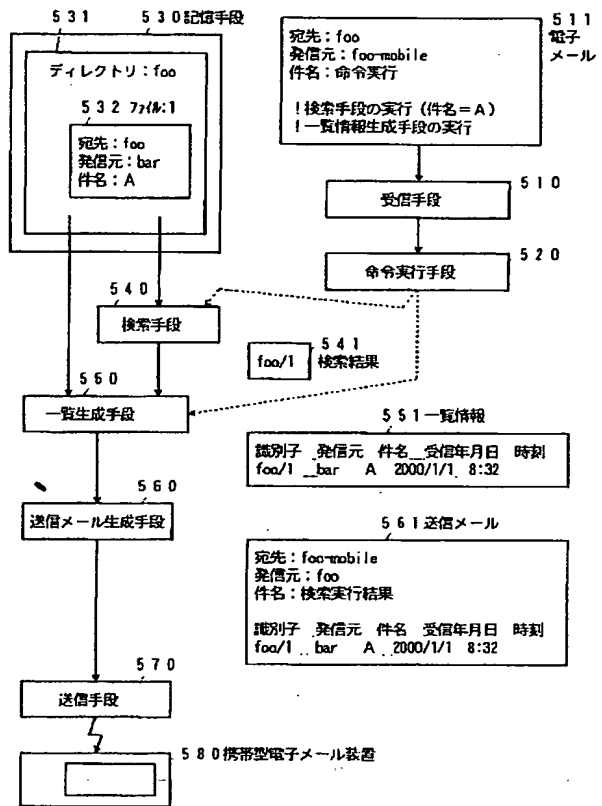 531
530 記憶手段
ディレクトリ：foo
532 ファイル:1
宛先：foo
発信元：bar
件名：A
511
電子
メール
宛先：foo
発信元：foo-mobile
件名：命令実行
！検索手段の実行（件名＝A）
！一覧情報生成手段の実行
510
受信手段
520
命令実行手段
540
検索手段
541
検索結果
foo/1
550
一覧生成手段
551 一覧情報
識別子 発信元 件名 受信年月日 時刻
foo/1 bar A 2000/1/1 8:32
560
送信メール生成手段
561 送信メール
宛先：foo-mobile
発信元：foo
件名：検索実行結果
識別子 発信元 件名 受信年月日 時刻
foo/1 bar A 2000/1/1 8:32
570
送信手段
580 携帯型電子メール装置